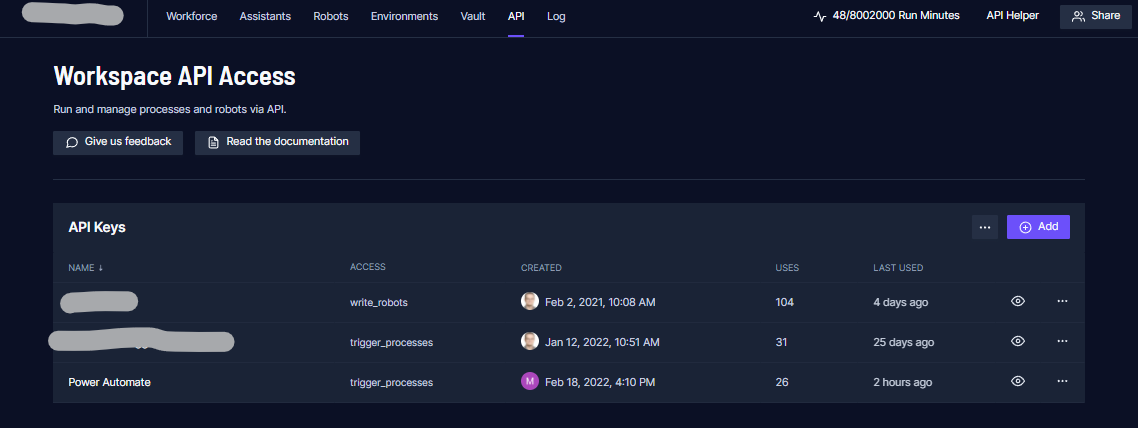 Workforce Assistants Robots Environments Vault API Log 48/8002000 Run Minutes API Helper Share
Workspace API Access
Run and manage processes and robots via API.
Give us feedback Read the documentation
API Keys ... Add
NAME ↓ ACCESS CREATED USES LAST USED
write_robots Feb 2, 2021, 10:08 AM 104 4 days ago ...
trigger_processes Jan 12, 2022, 10:51 AM 31 25 days ago ...
Power Automate trigger_processes M Feb 18, 2022, 4:10 PM 26 2 hours ago ...